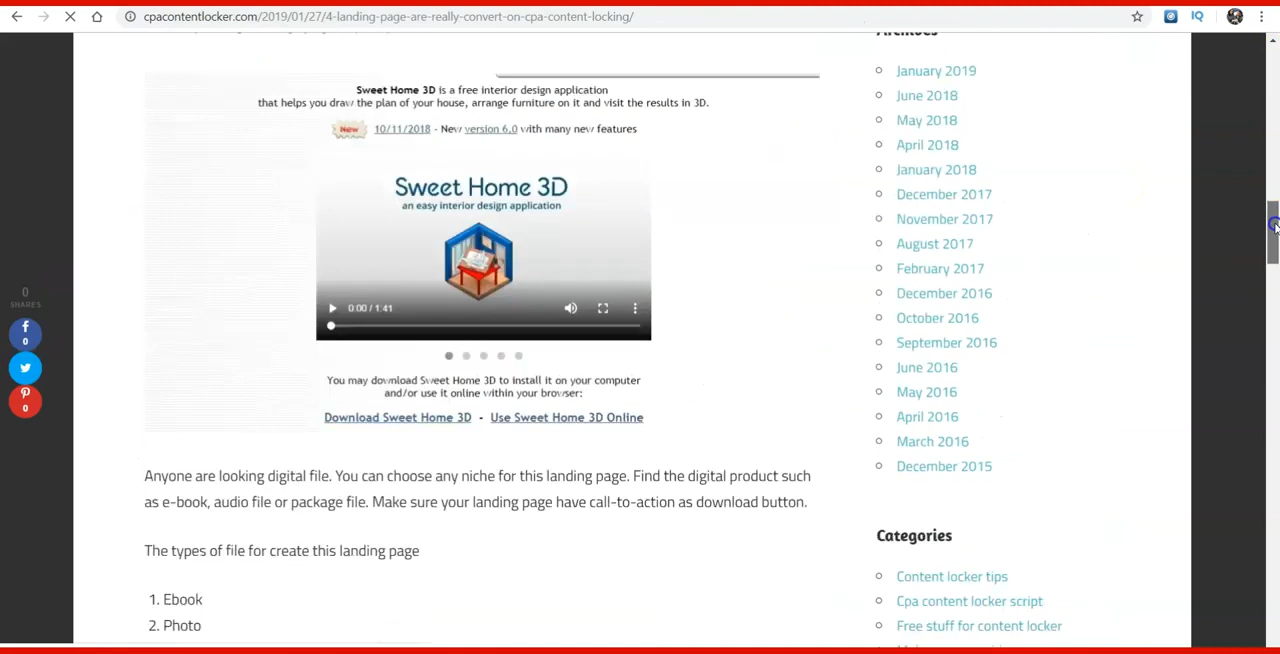 cpacontentlocker.com/2019/01/27/4-landing-page-are-really-convert-on-cpa-content-locking/
IQ
Archives
Sweet Home 3D is a free interior design application
that helps you draw the plan of your house, arrange furniture on it and visit the results in 3D.
New 10/11/2018 - New version 6.0 with many new features
Sweet Home 3D
an easy interior design application
0:00 / 1:41
You may download Sweet Home 3D to install it on your computer
and/or use it online within your browser:
Download Sweet Home 3D - Use Sweet Home 3D Online
0
SHARES
0
0
Anyone are looking digital file. You can choose any niche for this landing page. Find the digital product such
as e-book, audio file or package file. Make sure your landing page have call-to-action as download button.
The types of file for create this landing page
1. Ebook
2. Photo
January 2019
June 2018
May 2018
April 2018
January 2018
December 2017
November 2017
August 2017
February 2017
December 2016
October 2016
September 2016
June 2016
May 2016
April 2016
March 2016
December 2015
Categories
Content locker tips
Cpa content locker script
Free stuff for content locker